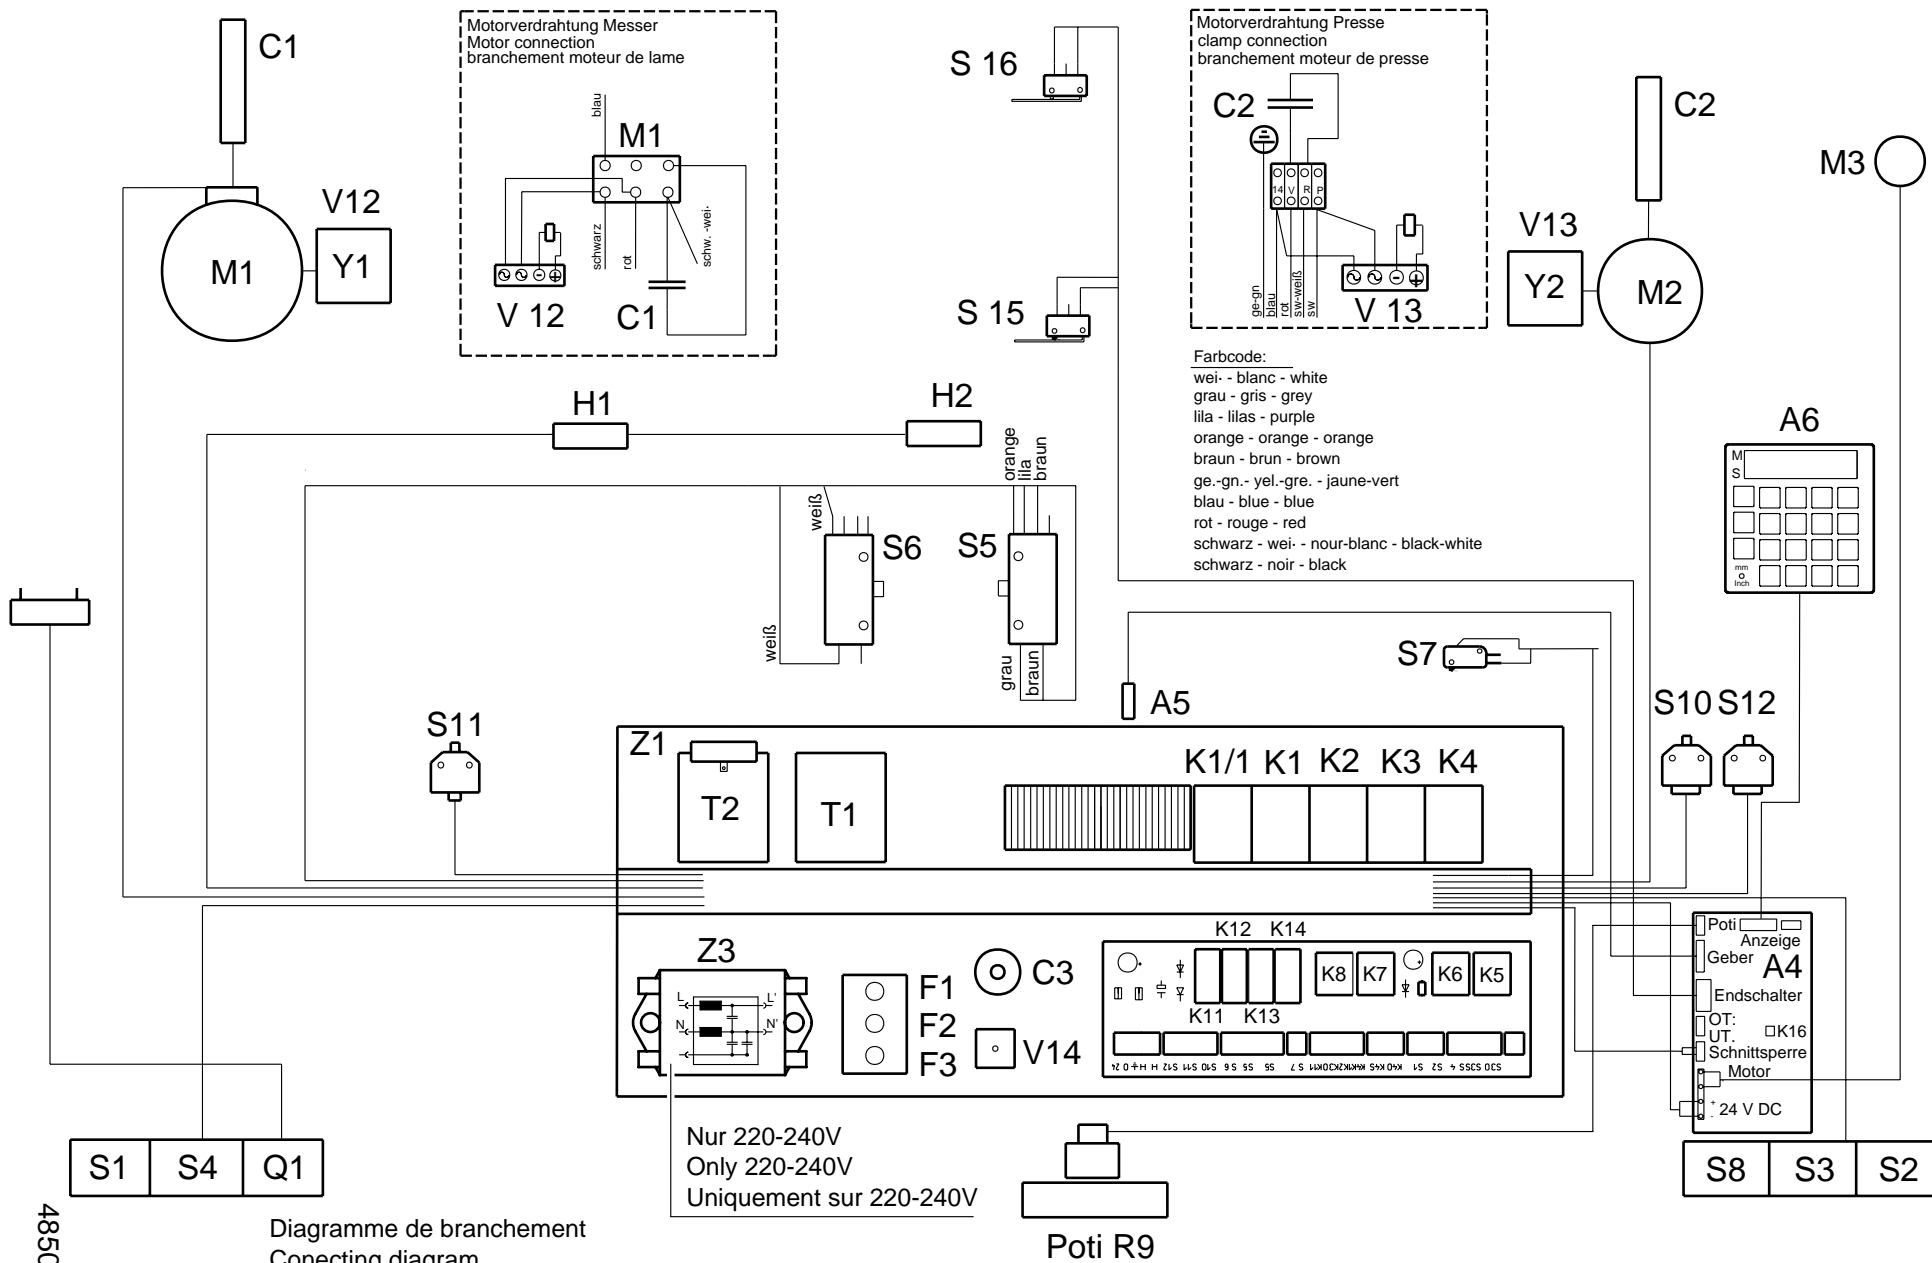 C1
Motorverdrahtung Messer
Motor connection
branchement moteur de lame
blau
M1
schwarz
rot
schw. -wei·
V 12
C1
V12
M1
Y1
S 16
S 15
Motorverdrahtung Presse
clamp connection
branchement moteur de presse
C2
14 V R P
ge-gn
blau
rot
sw-weiß
sw
V 13
C2
M3
V13
Y2
M2
Farbcode:
wei· - blanc - white
grau - gris - grey
lila - lilas - purple
orange - orange - orange
braun - brun - brown
ge.-gn.- yel.-gre. - jaune-vert
blau - blue - blue
rot - rouge - red
schwarz - wei· - nour-blanc - black-white
schwarz - noir - black
H1
H2
orange
lila
braun
weiß
S6
S5
weiß
grau
braun
A6
M
S
mm
Inch
S7
A5
S10 S12
S11
Z1
T2
T1
K1/1 K1 K2 K3 K4
Z3
L L'
N N'
F1
F2
F3
C3
V14
K12 K14
K8 K7 K6 K5
K11 K13
Poti
Anzeige
Geber
A4
Endschalter
OT:
UT.
K16
Schnittsperre
Motor
+
- 24 V DC
Nur 220-240V
Only 220-240V
Uniquement sur 220-240V
Poti R9
S1 S4 Q1
S8 S3 S2
4850
Diagramme de branchement
Conecting diagram